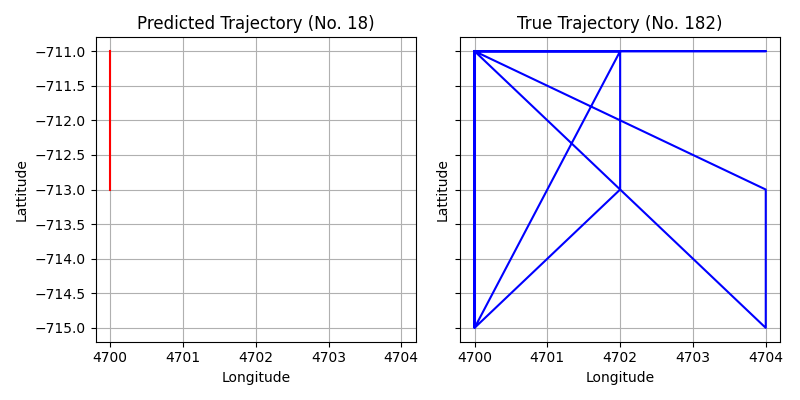 Predicted Trajectory (No. 18)
True Trajectory (No. 182)
−711.0
−711.5
−712.0
−712.5
−713.0
−713.5
−714.0
−714.5
−715.0
Lattitude
Lattitude
4700 4701 4702 4703 4704
4700 4701 4702 4703 4704
Longitude
Longitude